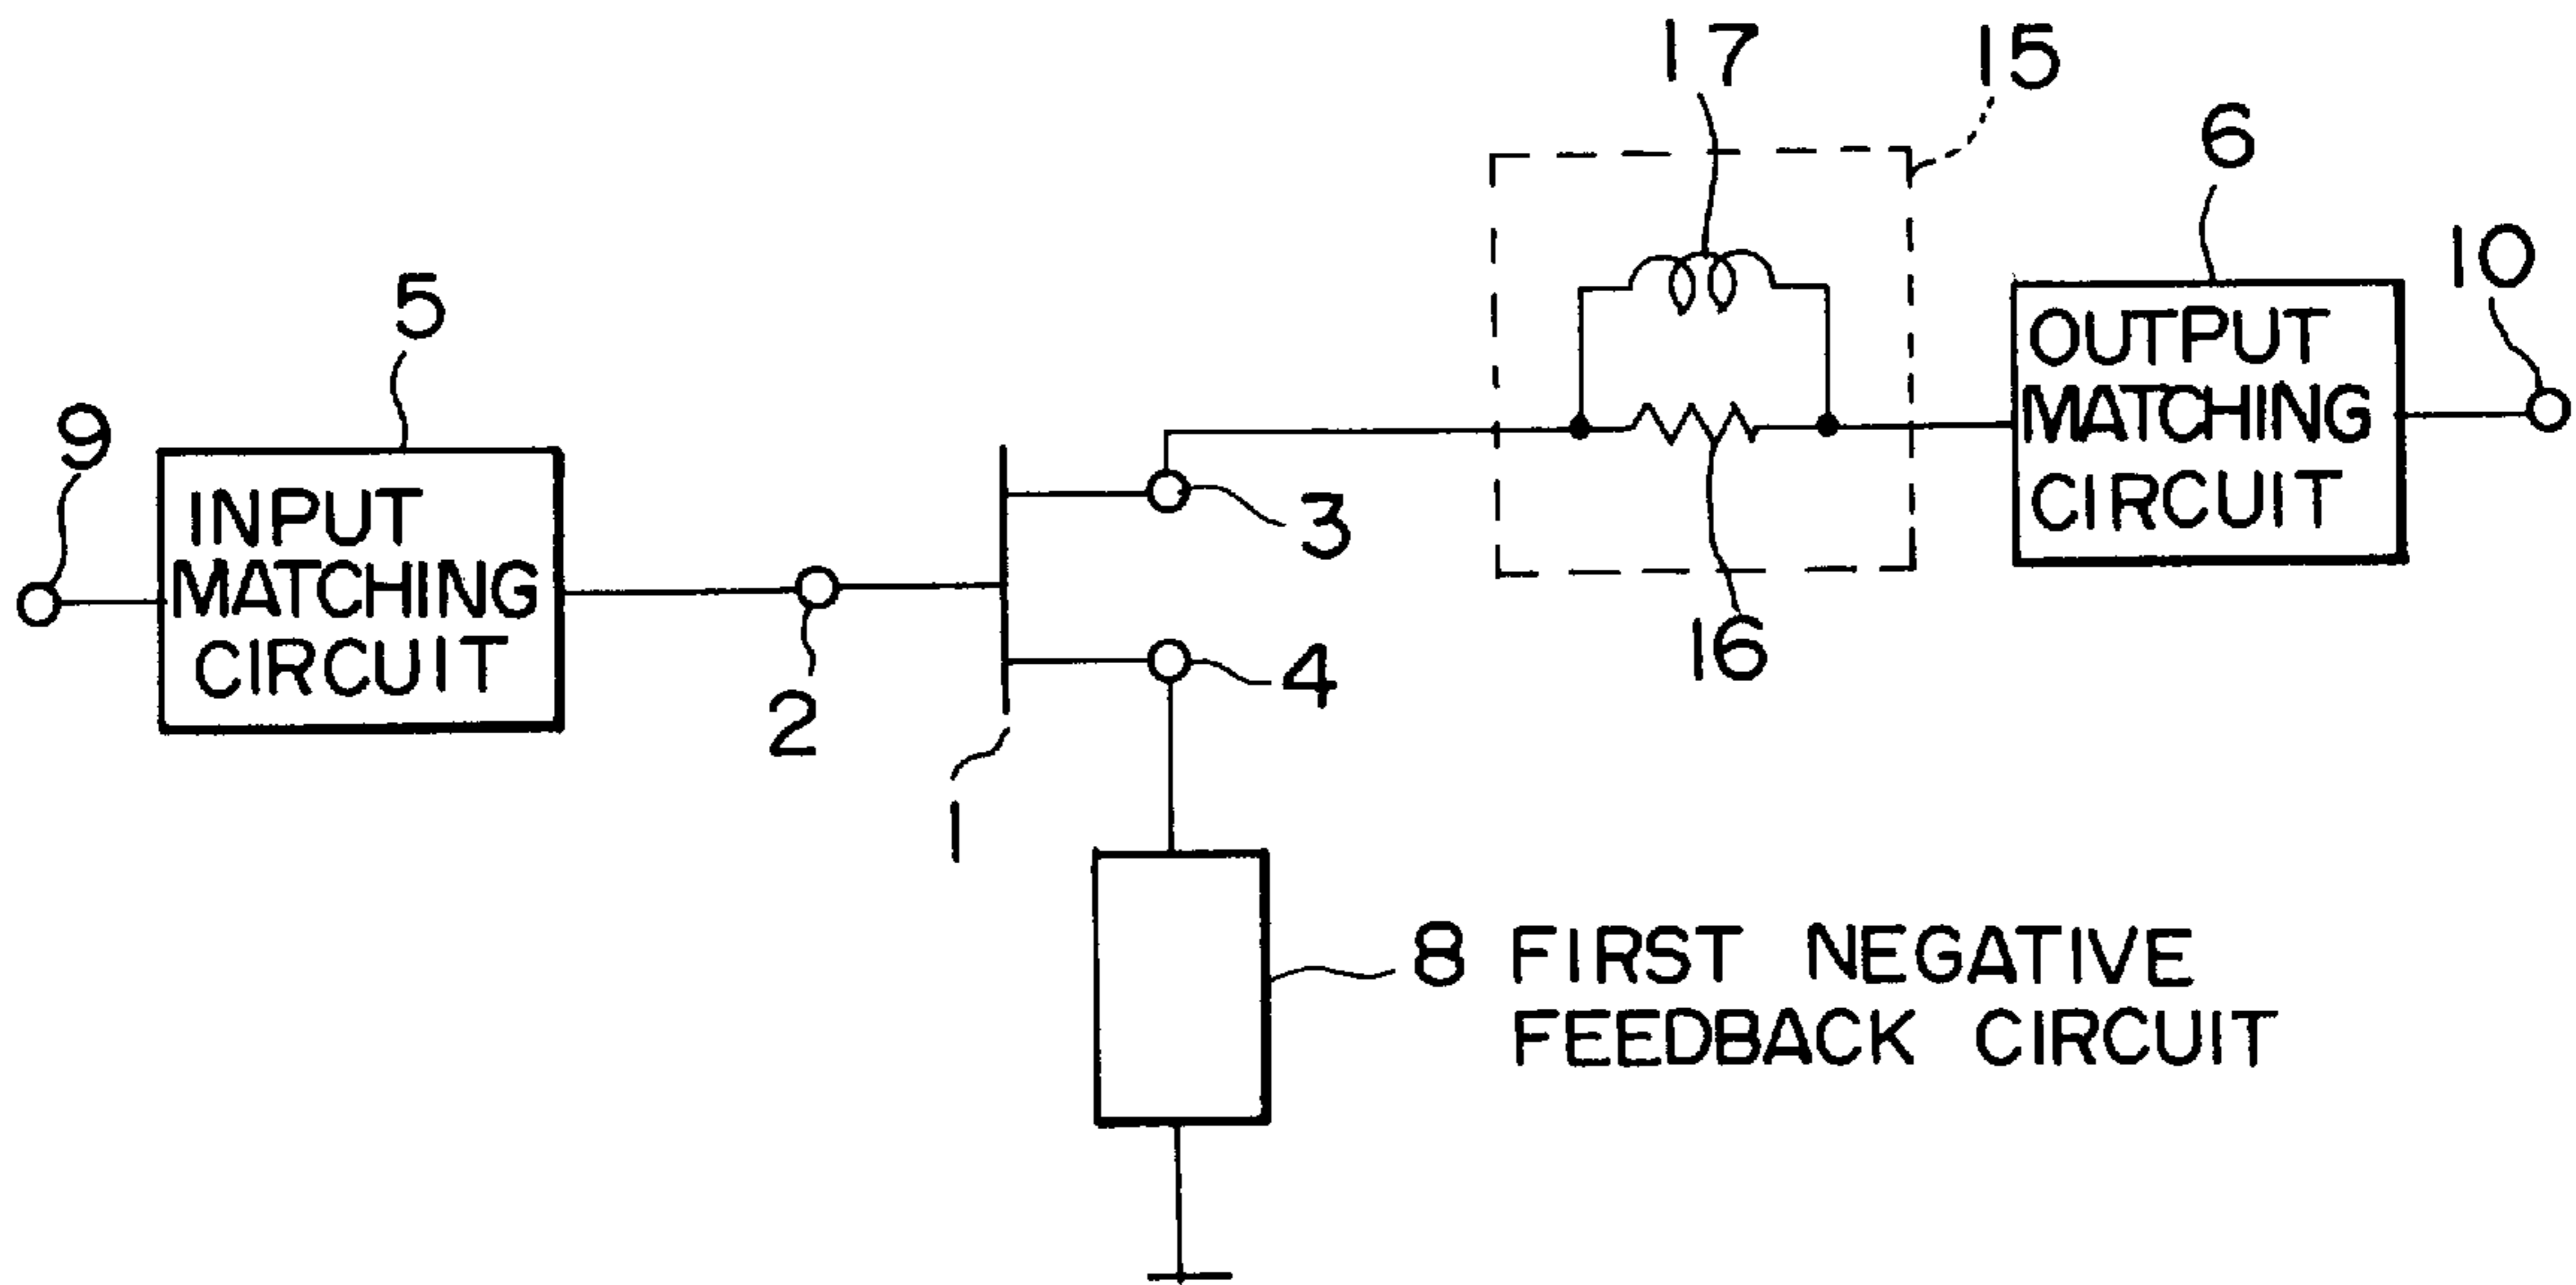 17
15
6
10
5
9
OUTPUT
MATCHING
CIRCUIT
INPUT
MATCHING
CIRCUIT
3
16
4
2
1
8 FIRST NEGATIVE
FEEDBACK CIRCUIT